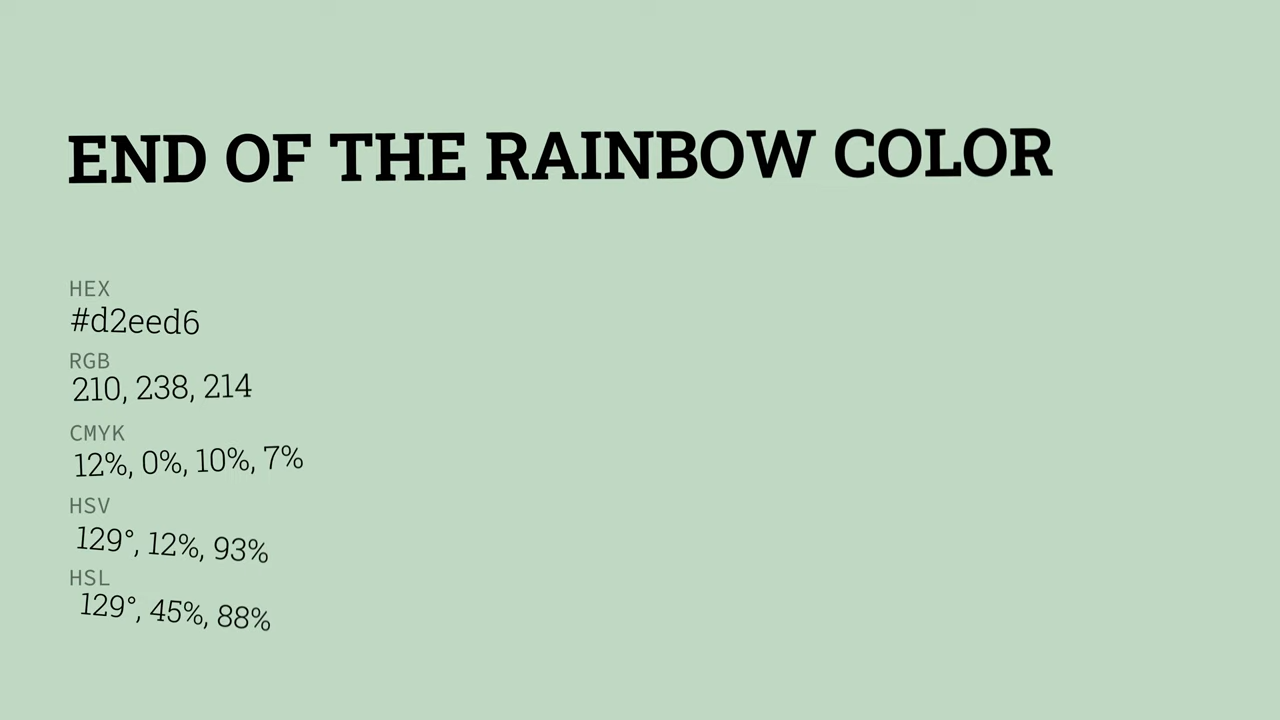 END OF THE RAINBOW COLOR
HEX
#d2eed6
RGB
210, 238, 214
CMYK
12%, 0%, 10%, 7%
HSV
129°, 12%, 93%
HSL
129°, 45%, 88%